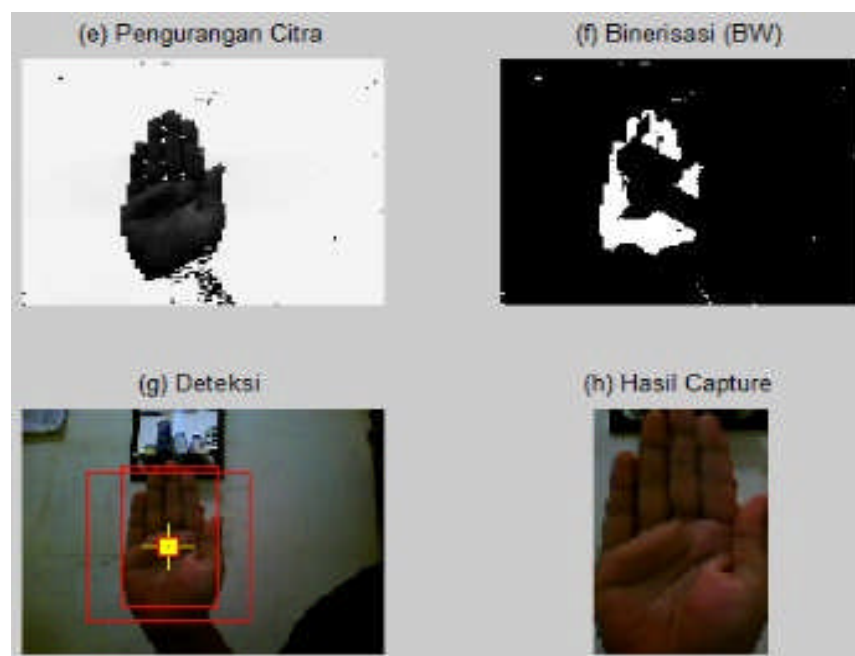 (e) Pengurangan Citra
(f) Binerisasi (BW)
(g) Deteksi
(h) Hasil Capture